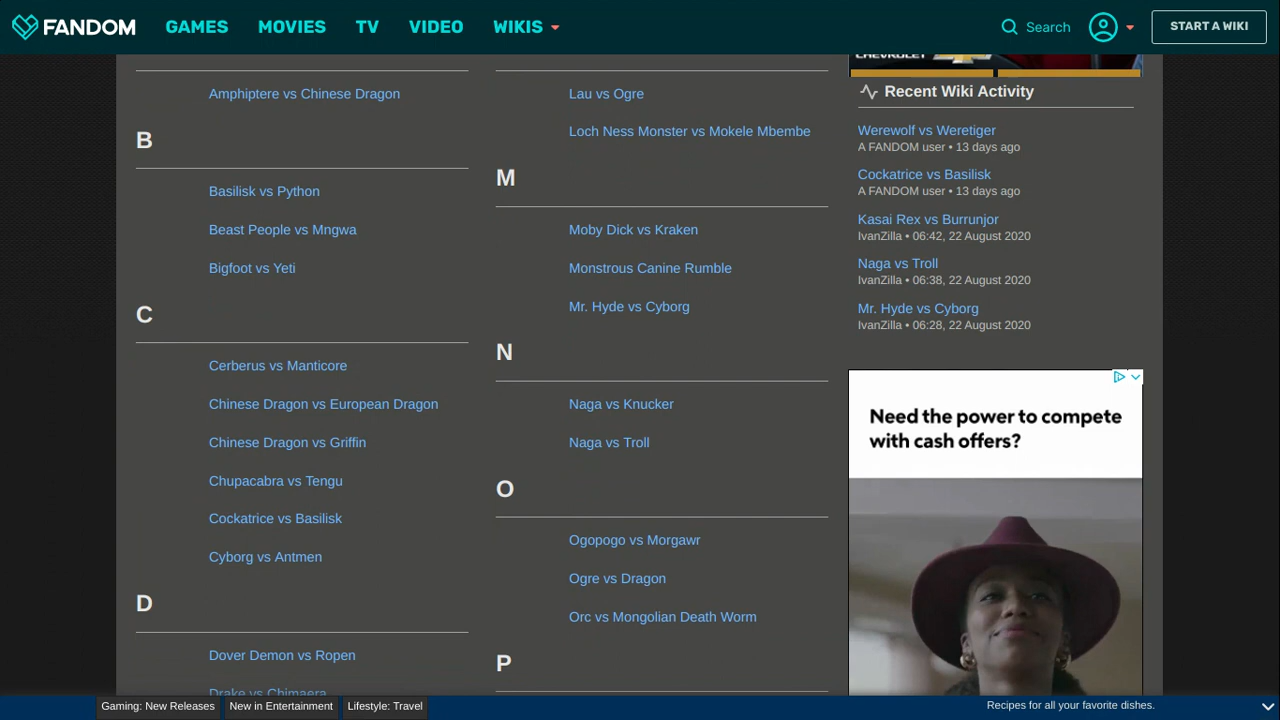 FANDOM GAMES MOVIES TV VIDEO WIKIS Search START A WIKI
Amphiptere vs Chinese Dragon
B
Basilisk vs Python
Beast People vs Mngwa
Bigfoot vs Yeti
C
Cerberus vs Manticore
Chinese Dragon vs European Dragon
Chinese Dragon vs Griffin
Chupacabra vs Tengu
Cockatrice vs Basilisk
Cyborg vs Antmen
D
Dover Demon vs Ropen
Drake vs Chimaera
Lau vs Ogre
Loch Ness Monster vs Mokele Mbembe
M
Moby Dick vs Kraken
Monstrous Canine Rumble
Mr. Hyde vs Cyborg
N
Naga vs Knucker
Naga vs Troll
O
Ogopogo vs Morgawr
Ogre vs Dragon
Orc vs Mongolian Death Worm
P
CHEVROLET
Recent Wiki Activity
Werewolf vs Weretiger
A FANDOM user • 13 days ago
Cockatrice vs Basilisk
A FANDOM user • 13 days ago
Kasai Rex vs Burrunjor
IvanZilla • 06:42, 22 August 2020
Naga vs Troll
IvanZilla • 06:38, 22 August 2020
Mr. Hyde vs Cyborg
IvanZilla • 06:28, 22 August 2020
Need the power to compete
with cash offers?
Gaming: New Releases New in Entertainment Lifestyle: Travel Recipes for all your favorite dishes.